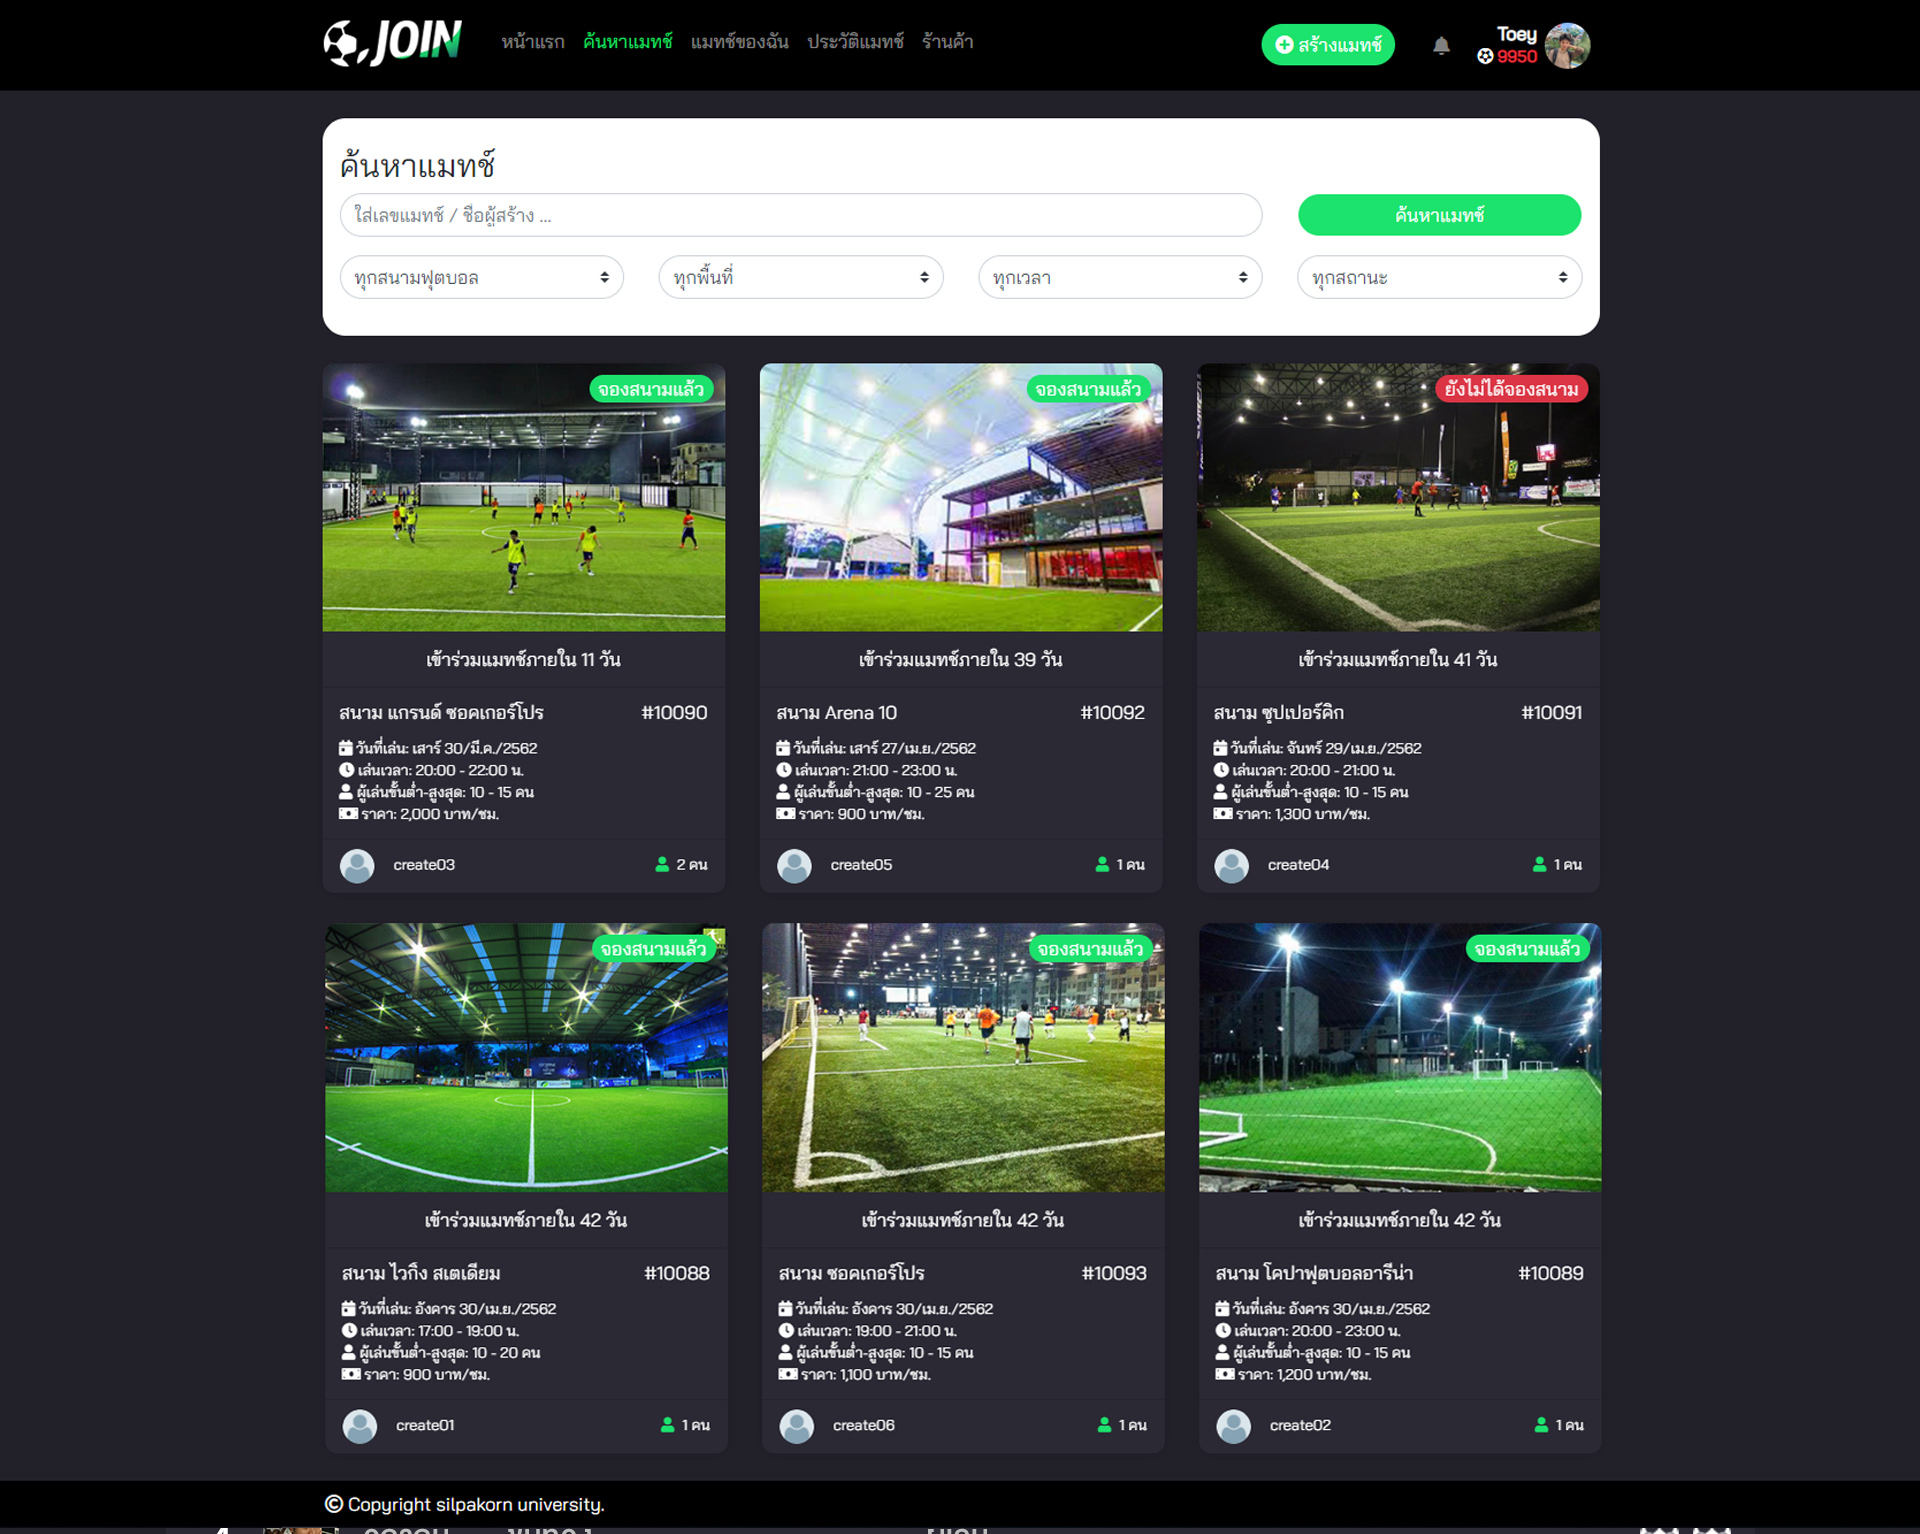 JOIN
หน้าแรก ค้นหาแมทช์ แมทช์ของฉัน ประวัติแมทช์ ร้านค้า
สร้างแมทช์
Toey
9950
ค้นหาแมทช์
ใส่เลขแมทช์ / ชื่อผู้สร้าง ...
ค้นหาแมทช์
ทุกสนามฟุตบอล ทุกพื้นที่ ทุกเวลา ทุกสถานะ
จองสนามแล้ว
เข้าร่วมแมทช์ภายใน 11 วัน
สนาม แกรนด์ ซอคเกอร์โปร #10090
วันที่เล่น: เสาร์ 30/มี.ค./2562
เล่นเวลา: 20:00 - 22:00 น.
ผู้เล่นขั้นต่ำ-สูงสุด: 10 - 15 คน
ราคา: 2,000 บาท/ชม.
create03 2 คน
จองสนามแล้ว
เข้าร่วมแมทช์ภายใน 39 วัน
สนาม Arena 10 #10092
วันที่เล่น: เสาร์ 27/เม.ย./2562
เล่นเวลา: 21:00 - 23:00 น.
ผู้เล่นขั้นต่ำ-สูงสุด: 10 - 25 คน
ราคา: 900 บาท/ชม.
create05 1 คน
ยังไม่ได้จองสนาม
เข้าร่วมแมทช์ภายใน 41 วัน
สนาม ซุปเปอร์คิก #10091
วันที่เล่น: จันทร์ 29/เม.ย./2562
เล่นเวลา: 20:00 - 21:00 น.
ผู้เล่นขั้นต่ำ-สูงสุด: 10 - 15 คน
ราคา: 1,300 บาท/ชม.
create04 1 คน
จองสนามแล้ว
เข้าร่วมแมทช์ภายใน 42 วัน
สนาม ไวกิ้ง สเตเดียม #10088
วันที่เล่น: อังคาร 30/เม.ย./2562
เล่นเวลา: 17:00 - 19:00 น.
ผู้เล่นขั้นต่ำ-สูงสุด: 10 - 20 คน
ราคา: 900 บาท/ชม.
create01 1 คน
จองสนามแล้ว
เข้าร่วมแมทช์ภายใน 42 วัน
สนาม ซอคเกอร์โปร #10093
วันที่เล่น: อังคาร 30/เม.ย./2562
เล่นเวลา: 19:00 - 21:00 น.
ผู้เล่นขั้นต่ำ-สูงสุด: 10 - 15 คน
ราคา: 1,100 บาท/ชม.
create06 1 คน
จองสนามแล้ว
เข้าร่วมแมทช์ภายใน 42 วัน
สนาม โคปาฟุตบอลอารีน่า #10089
วันที่เล่น: อังคาร 30/เม.ย./2562
เล่นเวลา: 20:00 - 23:00 น.
ผู้เล่นขั้นต่ำ-สูงสุด: 10 - 15 คน
ราคา: 1,200 บาท/ชม.
create02 1 คน
© Copyright silpakorn university.